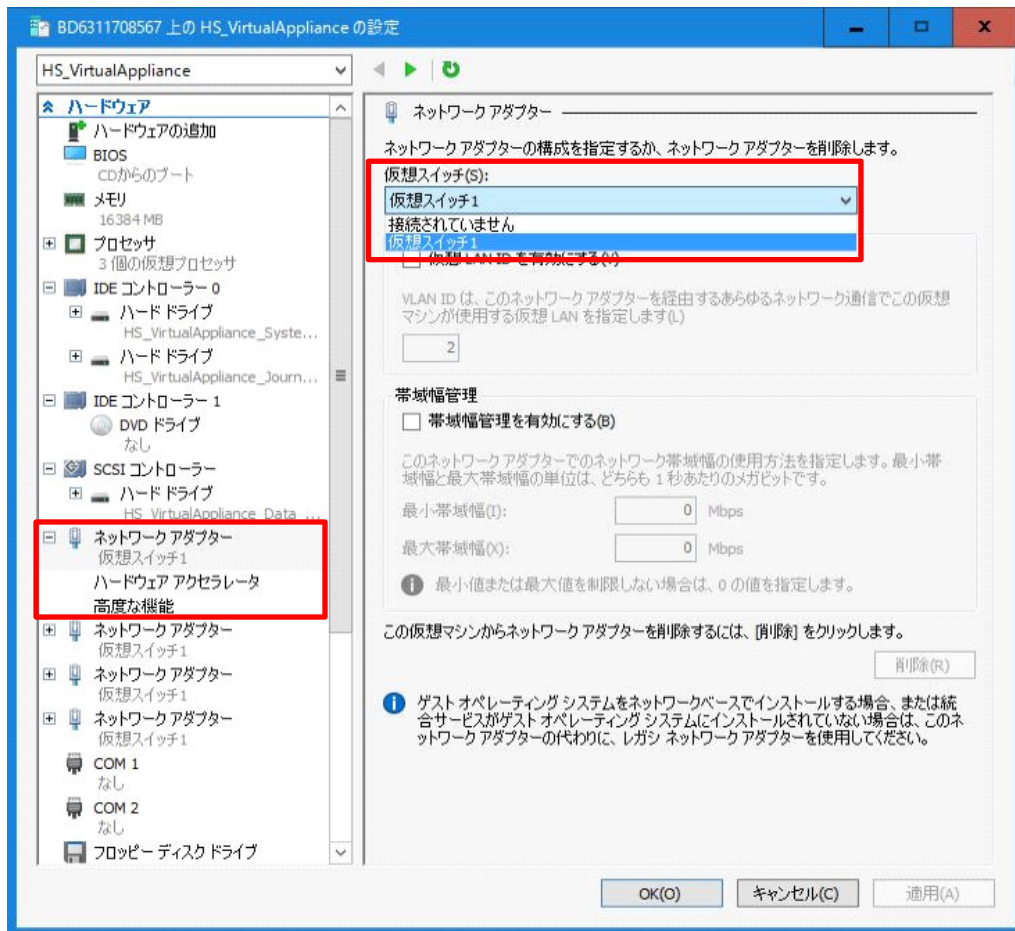 BD6311708567 上の HS_VirtualAppliance の設定
HS_VirtualAppliance
ハードウェア
ハードウェアの追加
BIOS
CDからのブート
メモリ
16384 MB
プロセッサ
3 個の仮想プロセッサ
IDE コントローラー 0
ハード ドライブ
HS_VirtualAppliance_Syste...
ハード ドライブ
HS_VirtualAppliance_Journ...
IDE コントローラー 1
DVD ドライブ
なし
SCSI コントローラー
ハード ドライブ
HS_VirtualAppliance_Data ...
ネットワーク アダプター
仮想スイッチ1
ハードウェア アクセラレータ
高度な機能
ネットワーク アダプター
仮想スイッチ1
ネットワーク アダプター
仮想スイッチ1
ネットワーク アダプター
仮想スイッチ1
COM 1
なし
COM 2
なし
フロッピー ディスク ドライブ
ネットワーク アダプター
ネットワーク アダプターの構成を指定するか、ネットワーク アダプターを削除します。
仮想スイッチ(S):
仮想スイッチ1
接続されていません
仮想スイッチ1
仮想 LAN ID を有効にする(V)
VLAN ID は、このネットワーク アダプターを経由するあらゆるネットワーク通信でこの仮想
マシンが使用する仮想 LAN を指定します(L)
2
帯域幅管理
帯域幅管理を有効にする(B)
このネットワーク アダプターでのネットワーク帯域幅の使用方法を指定します。最小帯
域幅と最大帯域幅の単位は、どちらも 1 秒あたりのメガビットです。
最小帯域幅(I): 0 Mbps
最大帯域幅(X): 0 Mbps
最小値または最大値を制限しない場合は、0 の値を指定します。
この仮想マシンからネットワーク アダプターを削除するには、[削除] をクリックします。
削除(R)
ゲスト オペレーティング システムをネットワークベースでインストールする場合、または統
合サービスがゲスト オペレーティング システムにインストールされていない場合は、このネ
ットワーク アダプターの代わりに、レガシ ネットワーク アダプターを使用してください。
OK(O) キャンセル(C) 適用(A)